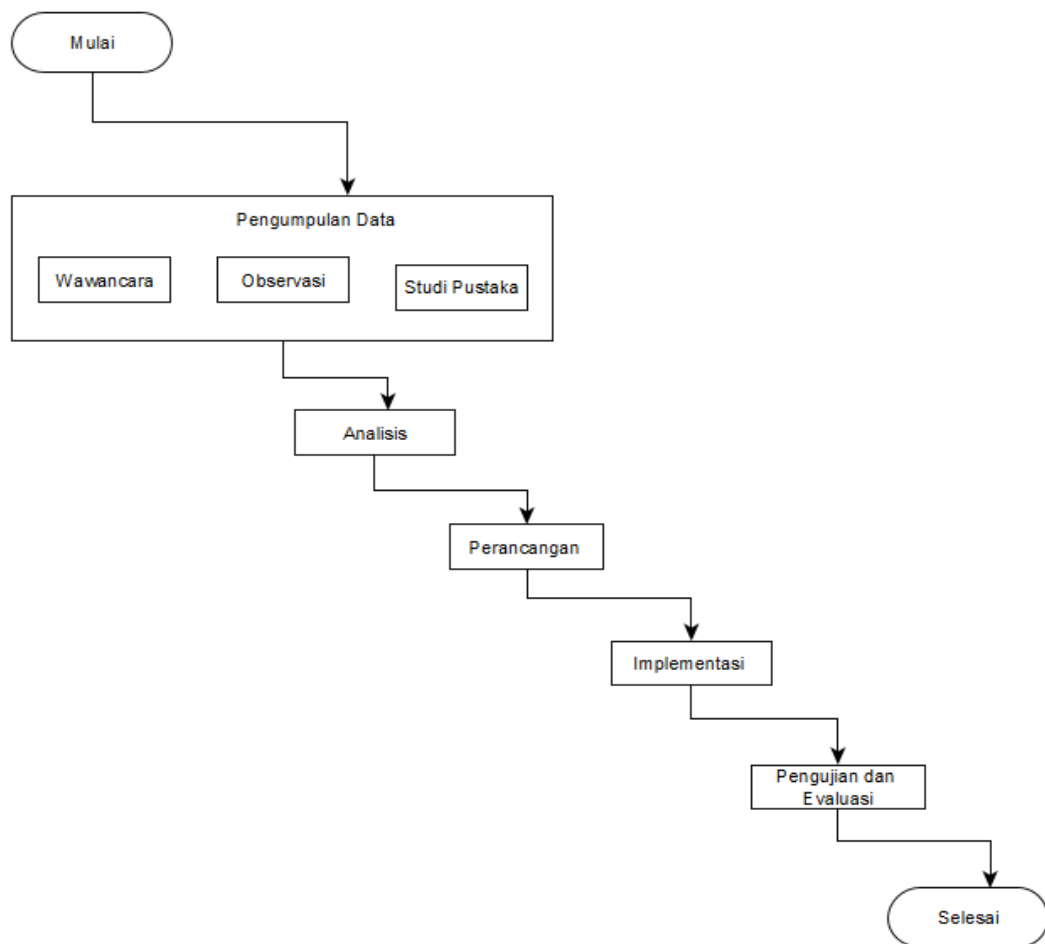 Mulai
Pengumpulan Data
Wawancara
Observasi
Studi Pustaka
Analisis
Perancangan
Implementasi
Pengujian dan
Evaluasi
Selesai